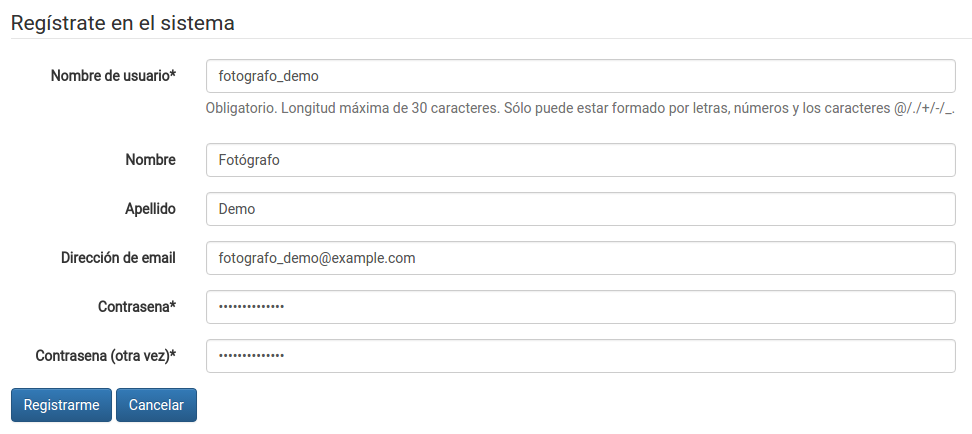 Regístrate en el sistema
Nombre de usuario* fotografo_demo
Obligatorio. Longitud máxima de 30 caracteres. Sólo puede estar formado por letras, números y los caracteres @/./+/-/_.
Nombre Fotógrafo
Apellido Demo
Dirección de email fotografo_demo@example.com
Contrasena* ••••••••••••••
Contrasena (otra vez)* ••••••••••••••
Registrarme Cancelar